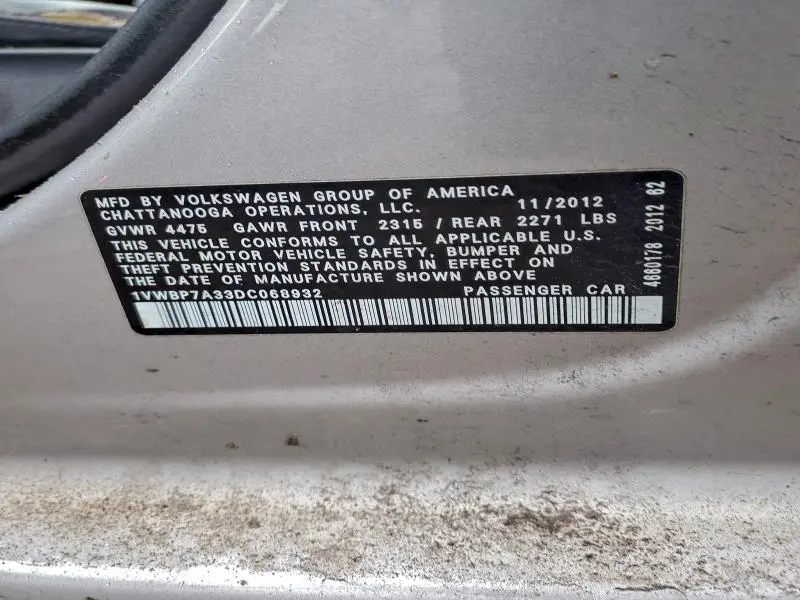 MFD BY VOLKSWAGEN GROUP OF AMERICA
CHATTANOOGA OPERATIONS, LLC. 11/2012
GVWR 4475 GAWR FRONT 2315 / REAR 2271 LBS
THIS VEHICLE CONFORMS TO ALL APPLICABLE U.S.
FEDERAL MOTOR VEHICLE SAFETY, BUMPER AND
THEFT PREVENTION STANDARDS IN EFFECT ON
THE DATE OF MANUFACTURE SHOWN ABOVE
1VWBP7A33DC068932 PASSENGER CAR
4680178 2012 62